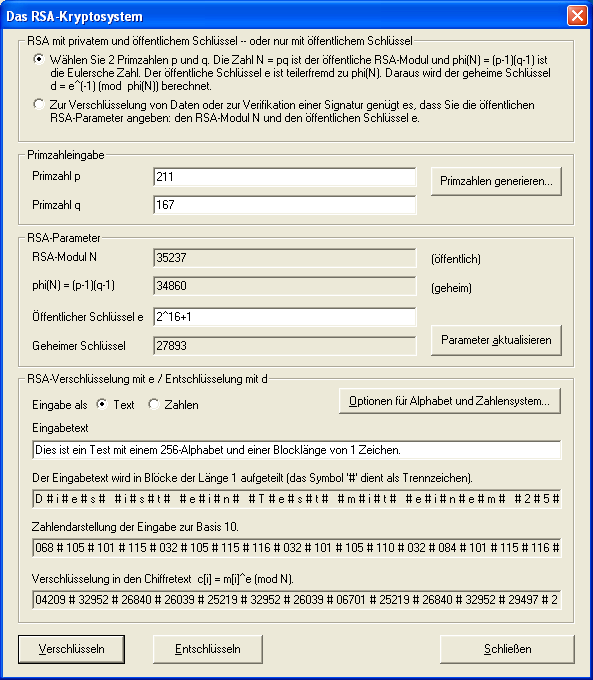 Das RSA-Kryptosystem
RSA mit privatem und öffentlichem Schlüssel -- oder nur mit öffentlichem Schlüssel
Wählen Sie 2 Primzahlen p und q. Die Zahl N = pq ist der öffentliche RSA-Modul und phi(N) = (p-1)(q-1) ist
die Eulersche Zahl. Der öffentliche Schlüssel e ist teilerfremd zu phi(N). Daraus wird der geheime Schlüssel
d = e^(-1) (mod phi(N)) berechnet.
Zur Verschlüsselung von Daten oder zur Verifikation einer Signatur genügt es, dass Sie die öffentlichen
RSA-Parameter angeben: den RSA-Modul N und den öffentlichen Schlüssel e.
Primzahleingabe
Primzahl p 211 Primzahlen generieren...
Primzahl q 167
RSA-Parameter
RSA-Modul N 35237 (öffentlich)
phi(N) = (p-1)(q-1) 34860 (geheim)
Öffentlicher Schlüssel e 2^16+1
Geheimer Schlüssel 27893 Parameter aktualisieren
RSA-Verschlüsselung mit e / Entschlüsselung mit d
Eingabe als Text Zahlen Optionen für Alphabet und Zahlensystem...
Eingabetext
Dies ist ein Test mit einem 256-Alphabet und einer Blocklänge von 1 Zeichen.
Der Eingabetext wird in Blöcke der Länge 1 aufgeteilt (das Symbol '#' dient als Trennzeichen).
D # i # e # s #   # i # s # t #   # e # i # n #   # T # e # s # t #   # m # i # t #   # e # i # n # e # m #   # 2 # 5 #
Zahlendarstellung der Eingabe zur Basis 10.
068 # 105 # 101 # 115 # 032 # 105 # 115 # 116 # 032 # 101 # 105 # 110 # 032 # 084 # 101 # 115 # 116 #
Verschlüsselung in den Chiffretext c[i] = m[i]^e (mod N).
04209 # 32952 # 26840 # 26039 # 25219 # 32952 # 26039 # 06701 # 25219 # 26840 # 32952 # 29497 # 2
Verschlüsseln Entschlüsseln Schließen